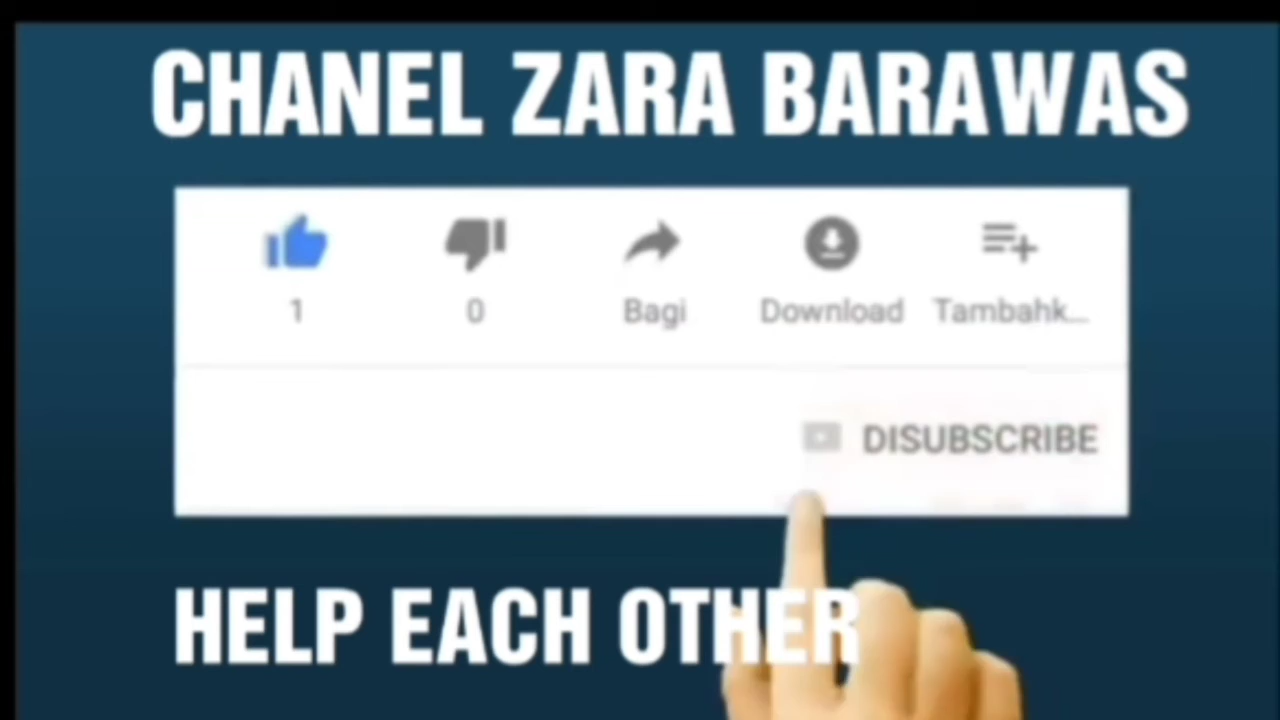 CHANEL ZARA BARAWAS
1 0 Bagi Download Tambahk...
DISUBSCRIBE
HELP EACH OTHER